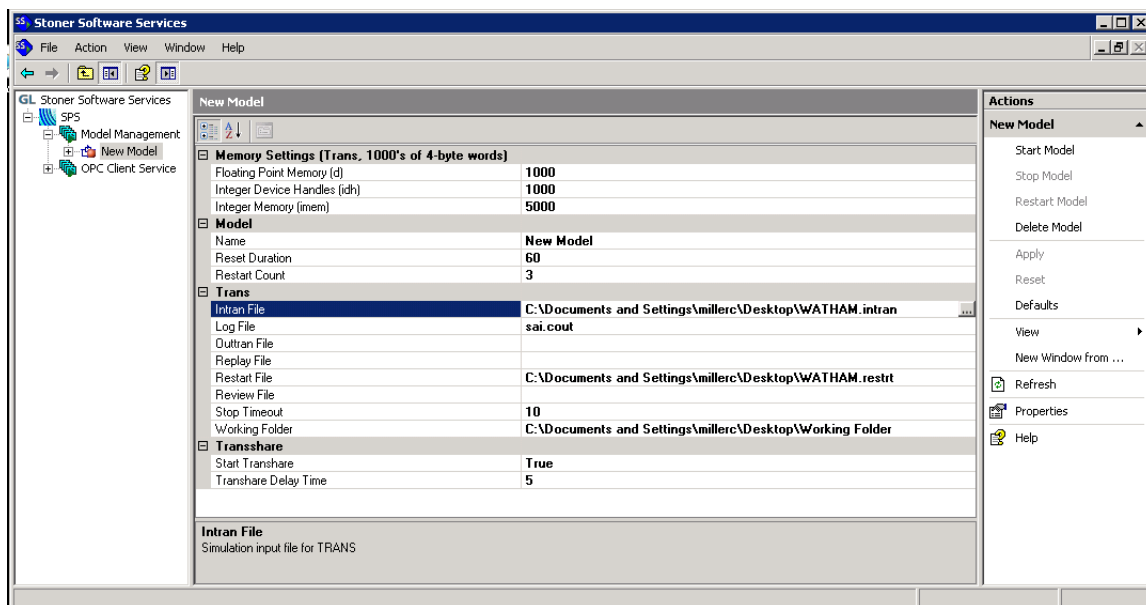 Stoner Software Services
File Action View Window Help
GL Stoner Software Services
SPS
Model Management
New Model
OPC Client Service
New Model
Memory Settings (Trans, 1000's of 4-byte words)
Floating Point Memory (d) 1000
Integer Device Handles (idh) 1000
Integer Memory (imem) 5000
Model
Name New Model
Reset Duration 60
Restart Count 3
Trans
Intran File C:\Documents and Settings\millerc\Desktop\WATHAM.intran ...
Log File sai.cout
Outtran File
Replay File
Restart File C:\Documents and Settings\millerc\Desktop\WATHAM.restrt
Review File
Stop Timeout 10
Working Folder C:\Documents and Settings\millerc\Desktop\Working Folder
Transshare
Start Transhare True
Transhare Delay Time 5
Intran File
Simulation input file for TRANS
Actions
New Model
Start Model
Stop Model
Restart Model
Delete Model
Apply
Reset
Defaults
View
New Window from ...
Refresh
Properties
Help